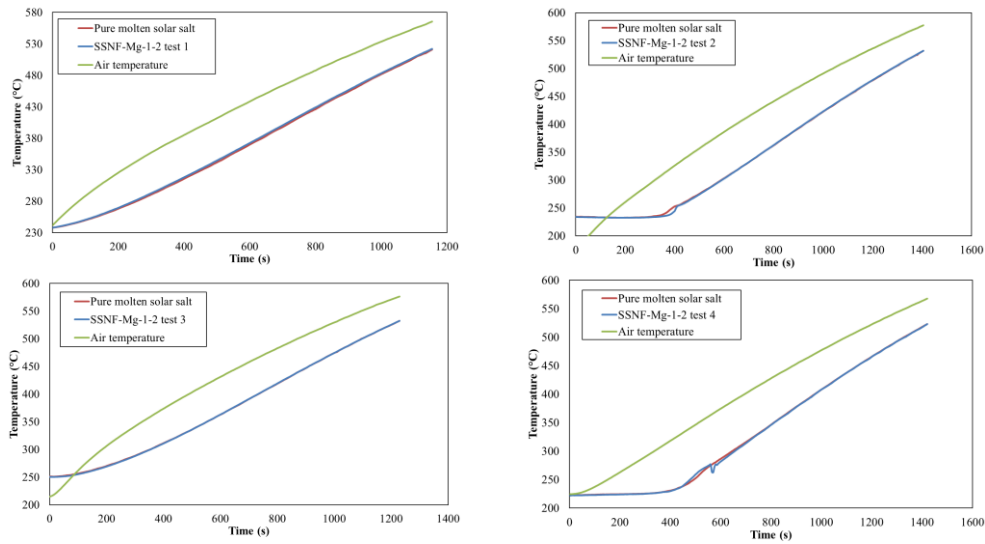 580
530
480
430
380
330
280
230
Temperature (°C)
Pure molten solar salt
SSNF-Mg-1-2 test 1
Air temperature
0 200 400 600 800 1000 1200
Time (s)
600
550
500
450
400
350
300
250
200
Temperature (°C)
Pure molten solar salt
SSNF-Mg-1-2 test 2
Air temperature
0 200 400 600 800 1000 1200 1400 1600
Time (s)
600
550
500
450
400
350
300
250
200
Temperature (°C)
Pure molten solar salt
SSNF-Mg-1-2 test 3
Air temperature
0 200 400 600 800 1000 1200 1400
Time (s)
600
550
500
450
400
350
300
250
200
Temperature (°C)
Pure molten solar salt
SSNF-Mg-1-2 test 4
Air temperature
0 200 400 600 800 1000 1200 1400 1600
Time (s)